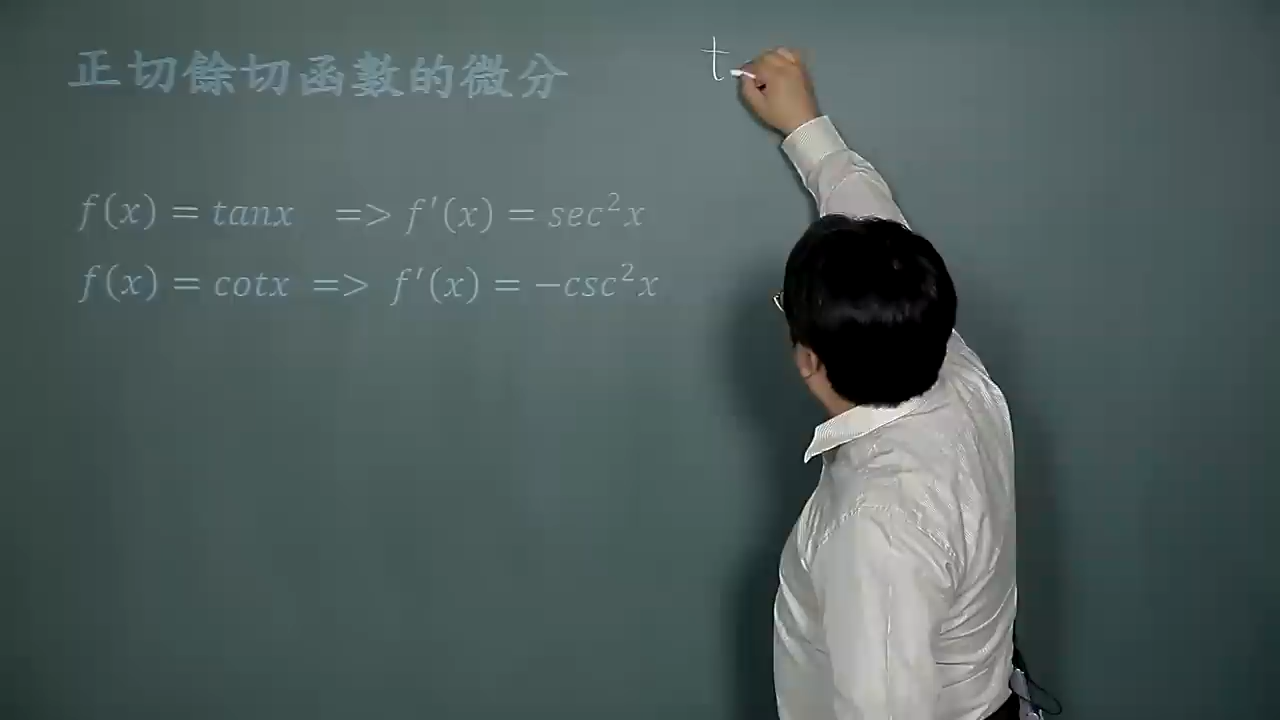 正切餘切函數的微分
t
f(x) = tanx => f'(x) = sec²x
f(x) = cotx => f'(x) = −csc²x